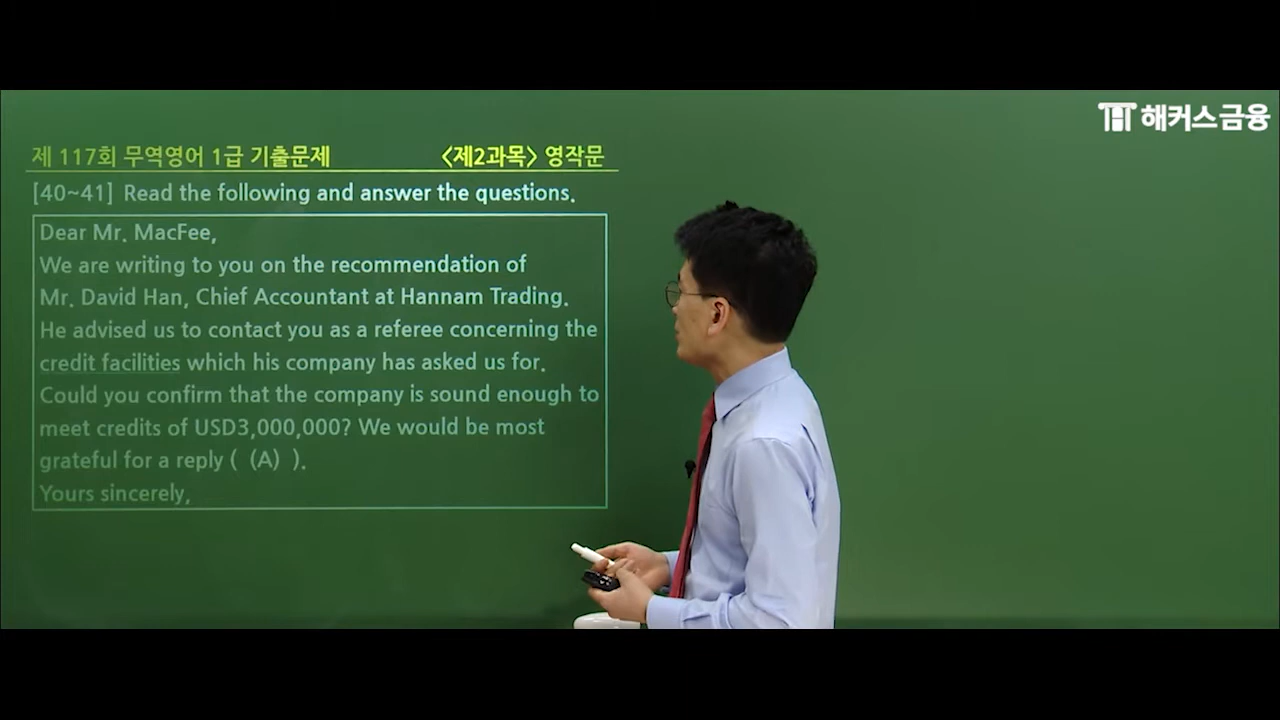 해커스금융
제 117회 무역영어 1급 기출문제 <제2과목> 영작문
[40~41] Read the following and answer the questions.
Dear Mr. MacFee,
We are writing to you on the recommendation of
Mr. David Han, Chief Accountant at Hannam Trading.
He advised us to contact you as a referee concerning the
credit facilities which his company has asked us for.
Could you confirm that the company is sound enough to
meet credits of USD3,000,000? We would be most
grateful for a reply ( (A) ).
Yours sincerely,